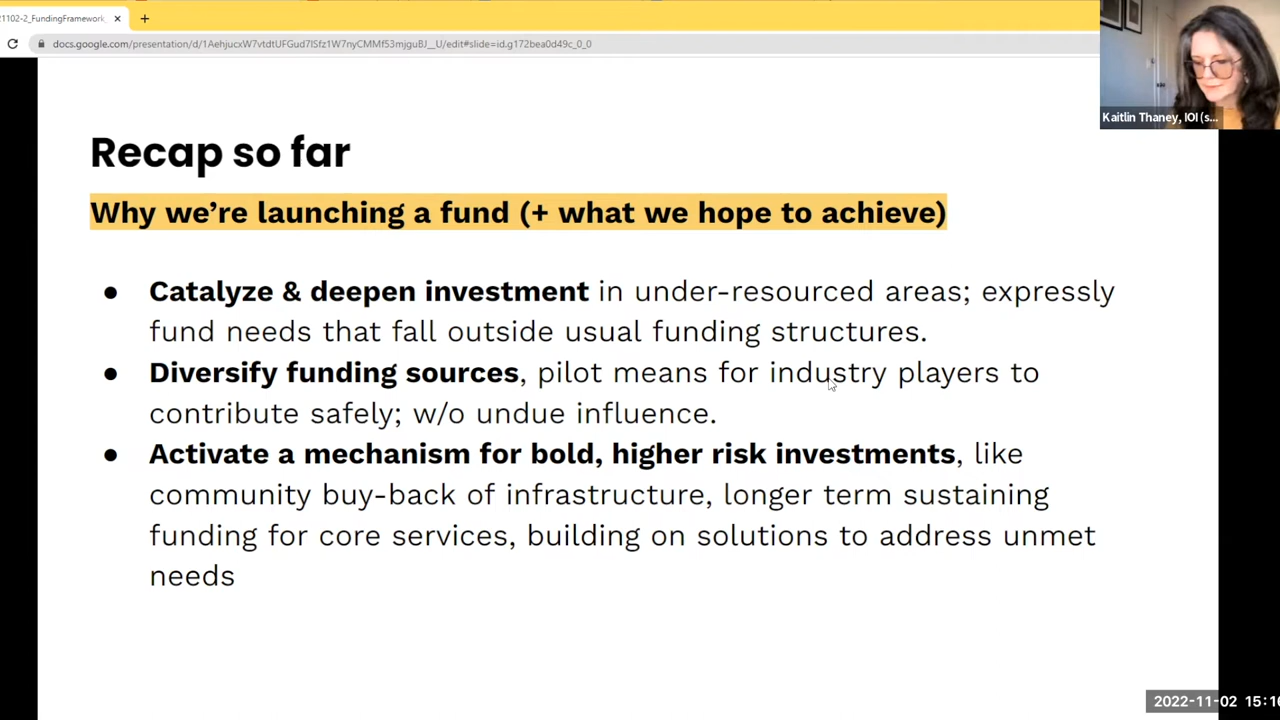 21102-2_FundingFramework
docs.google.com/presentation/d/1AehjucxW7vtdtUFGud7lSfz1W7nyCMMf53mjguBJ__U/edit#slide=id.g172bea0d49c_0_0
Kaitlin Thaney, IOI (s...
Recap so far
Why we're launching a fund (+ what we hope to achieve)
● Catalyze & deepen investment in under-resourced areas; expressly
fund needs that fall outside usual funding structures.
● Diversify funding sources, pilot means for industry players to
contribute safely; w/o undue influence.
● Activate a mechanism for bold, higher risk investments, like
community buy-back of infrastructure, longer term sustaining
funding for core services, building on solutions to address unmet
needs
2022-11-02 15:10